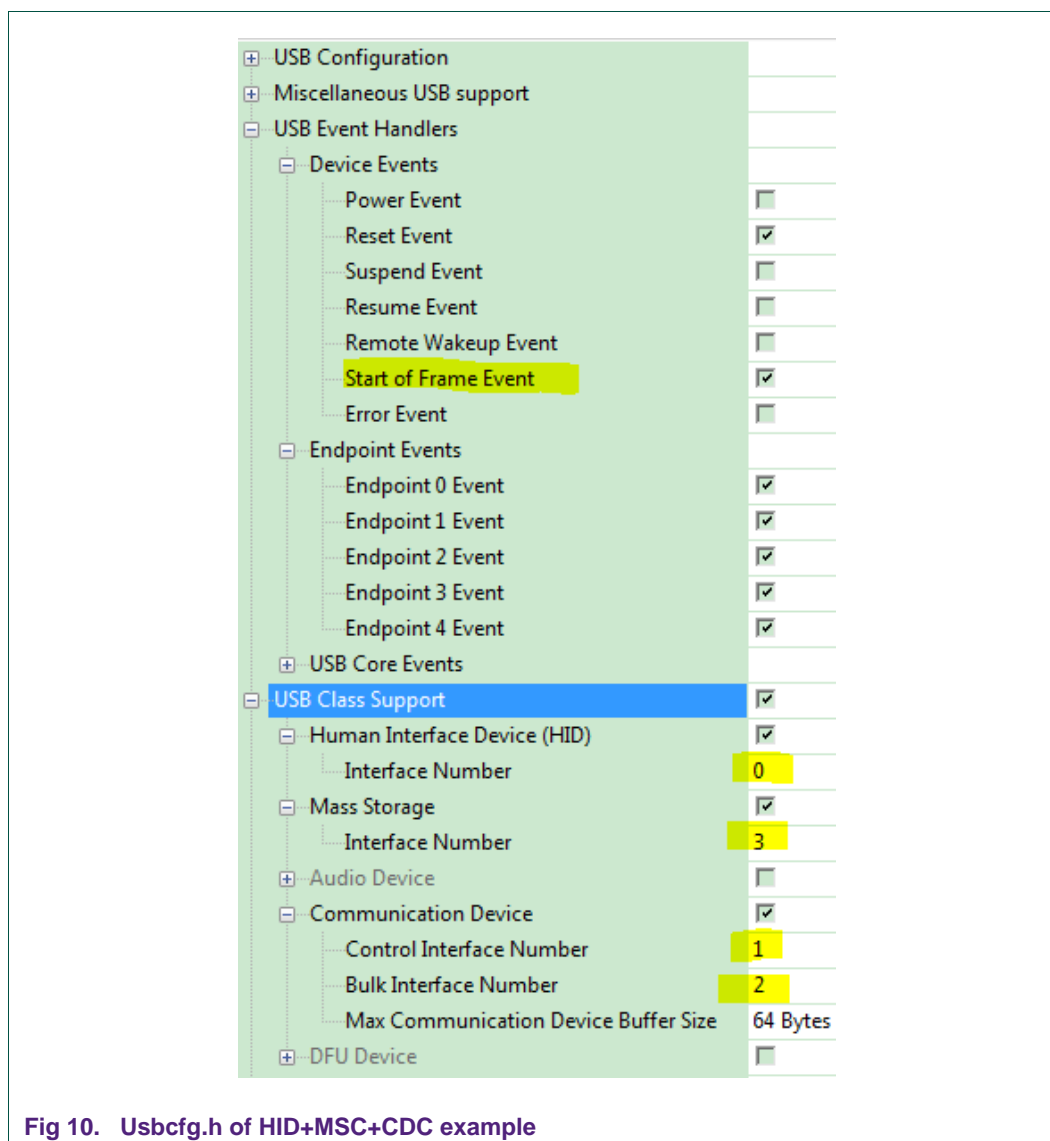 USB Configuration
Miscellaneous USB support
USB Event Handlers
Device Events
Power Event
Reset Event
Suspend Event
Resume Event
Remote Wakeup Event
Start of Frame Event
Error Event
Endpoint Events
Endpoint 0 Event
Endpoint 1 Event
Endpoint 2 Event
Endpoint 3 Event
Endpoint 4 Event
USB Core Events
USB Class Support
Human Interface Device (HID)
Interface Number 0
Mass Storage
Interface Number 3
Audio Device
Communication Device
Control Interface Number 1
Bulk Interface Number 2
Max Communication Device Buffer Size 64 Bytes
DFU Device
Fig 10. Usbcfg.h of HID+MSC+CDC example